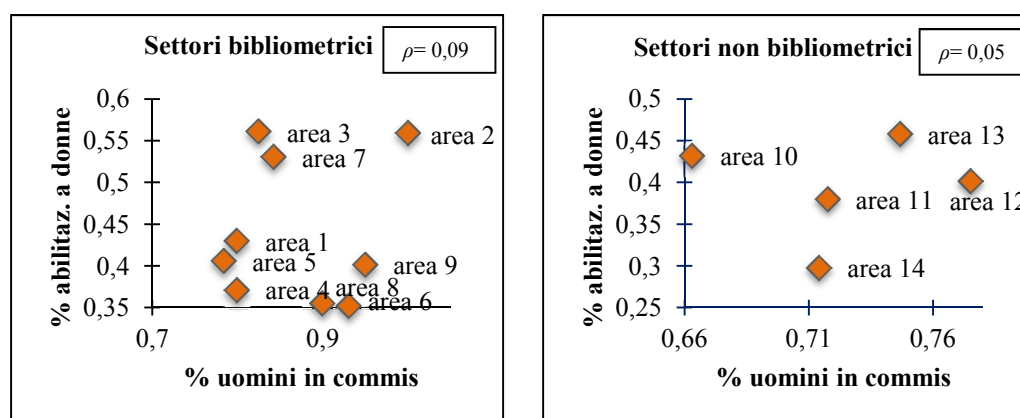 Settori bibliometrici
ρ= 0,09
% abilitaz. a donne
0,6
0,55
0,5
0,45
0,4
0,35
area 3
area 2
area 7
area 1
area 5
area 9
area 4
area 8
area 6
0,7
0,9
% uomini in commis
Settori non bibliometrici
ρ= 0,05
% abilitaz. a donne
0,5
0,45
0,4
0,35
0,3
0,25
area 13
area 10
area 11
area 12
area 14
0,66
0,71
0,76
% uomini in commis